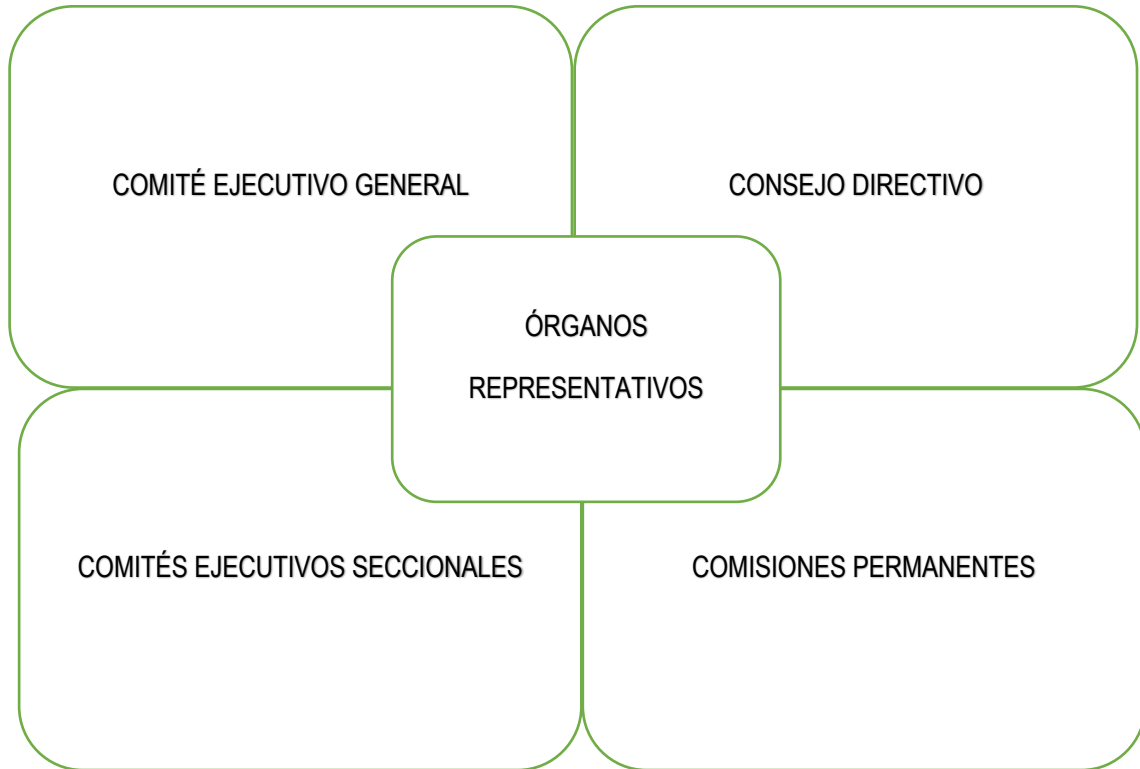 COMITÉ EJECUTIVO GENERAL
CONSEJO DIRECTIVO
ÓRGANOS
REPRESENTATIVOS
COMITÉS EJECUTIVOS SECCIONALES
COMISIONES PERMANENTES